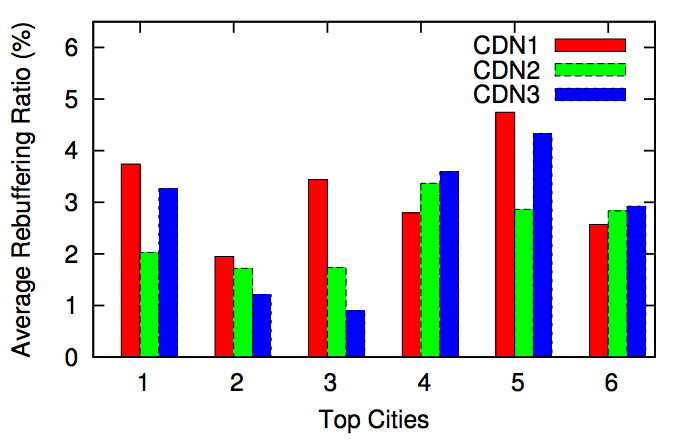 Average Rebuffering Ratio (%)
6
5
4
3
2
1
0
CDN1
CDN2
CDN3
1 2 3 4 5 6
Top Cities